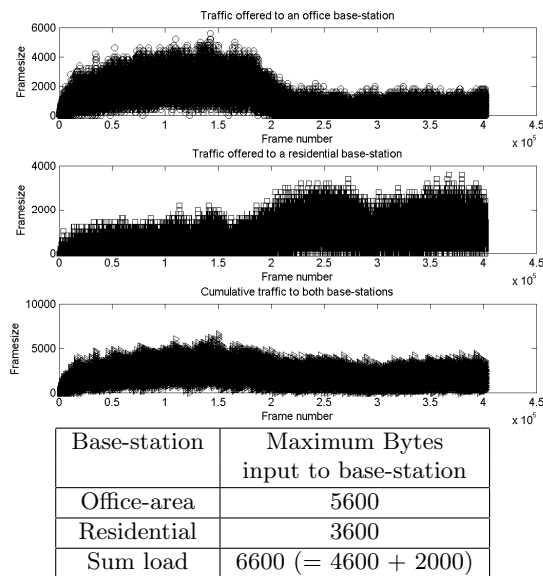 Traffic offered to an office base-station
6000
4000
2000
0
Framesize
0 0.5 1 1.5 2 2.5 3 3.5 4 4.5
Frame number
x 10^5
Traffic offered to a residential base-station
4000
2000
0
Framesize
0 0.5 1 1.5 2 2.5 3 3.5 4 4.5
Frame number
x 10^5
Cumulative traffic to both base-stations
10000
5000
0
Framesize
0 0.5 1 1.5 2 2.5 3 3.5 4 4.5
Frame number
x 10^5
Base-station Maximum Bytes
input to base-station
Office-area 5600
Residential 3600
Sum load 6600 (= 4600 + 2000)